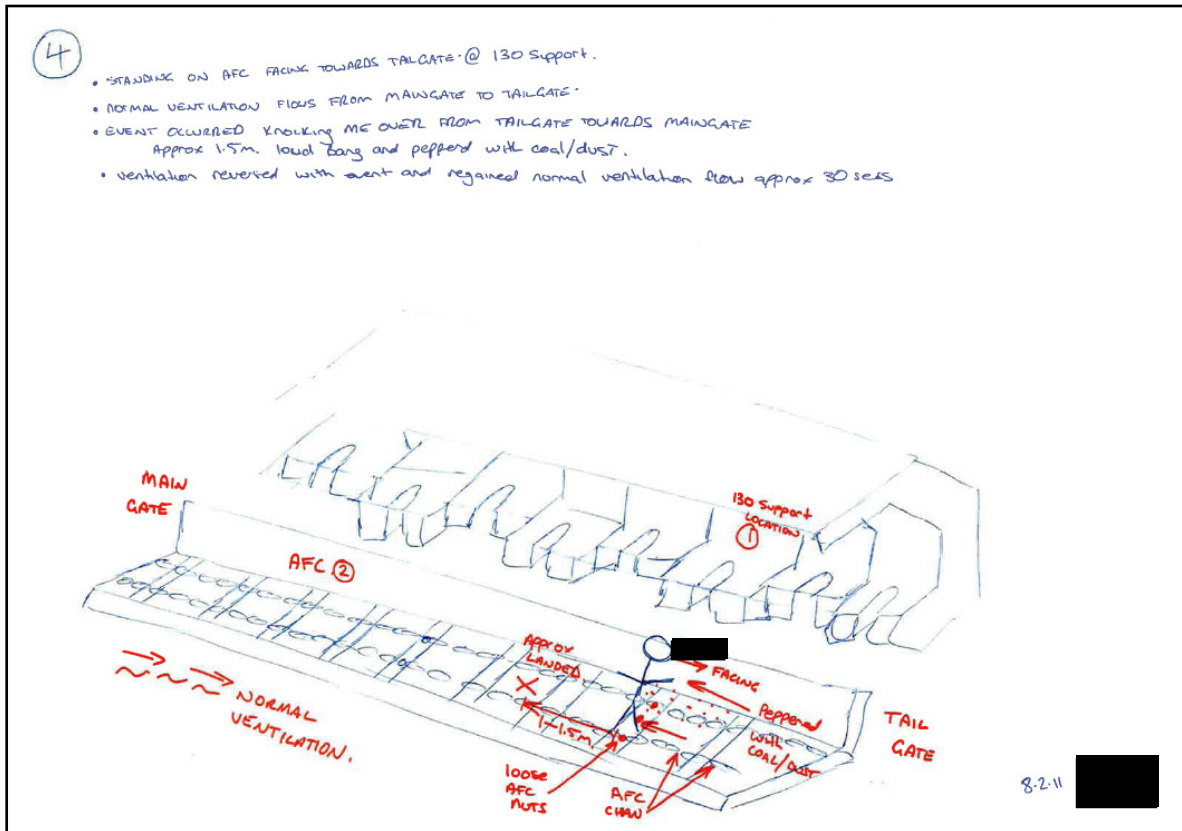 4
• STANDING ON AFC FACING TOWARDS TAILGATE. @ 130 Support.
• NORMAL VENTILATION FLOWS FROM MAINGATE TO TAILGATE.
• EVENT OCCURRED KNOCKING ME OVER FROM TAILGATE TOWARDS MAINGATE
Approx 1.5m. loud bang and pepperd with coal/dust.
• ventilation reversed with event and regained normal ventilation flow approx 30 secs
MAIN
GATE
130 Support
LOCATION
1
AFC 2
APPROX
LANDED
FACING
Peppered
with
COAL/DUST
TAIL
GATE
1-1.5m.
NORMAL
VENTILATION.
loose
AFC
NUTS
AFC
CHAN
8.2.11